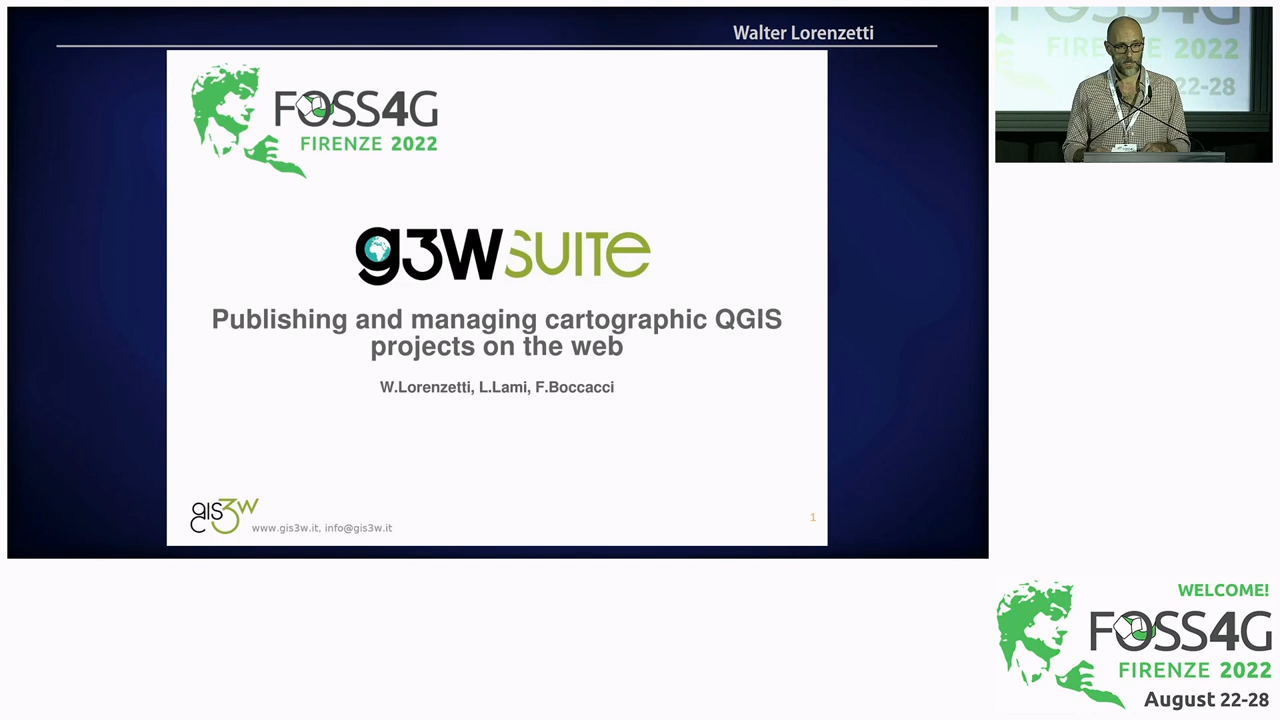 Walter Lorenzetti
FOSS4G
FIRENZE 2022
g3wSUITE
Publishing and managing cartographic QGIS
projects on the web
W.Lorenzetti, L.Lami, F.Boccacci
gis3w
www.gis3w.it, info@gis3w.it
1
FIRENZE 2022
22-28
WELCOME!
FOSS4G
FIRENZE 2022
August 22-28